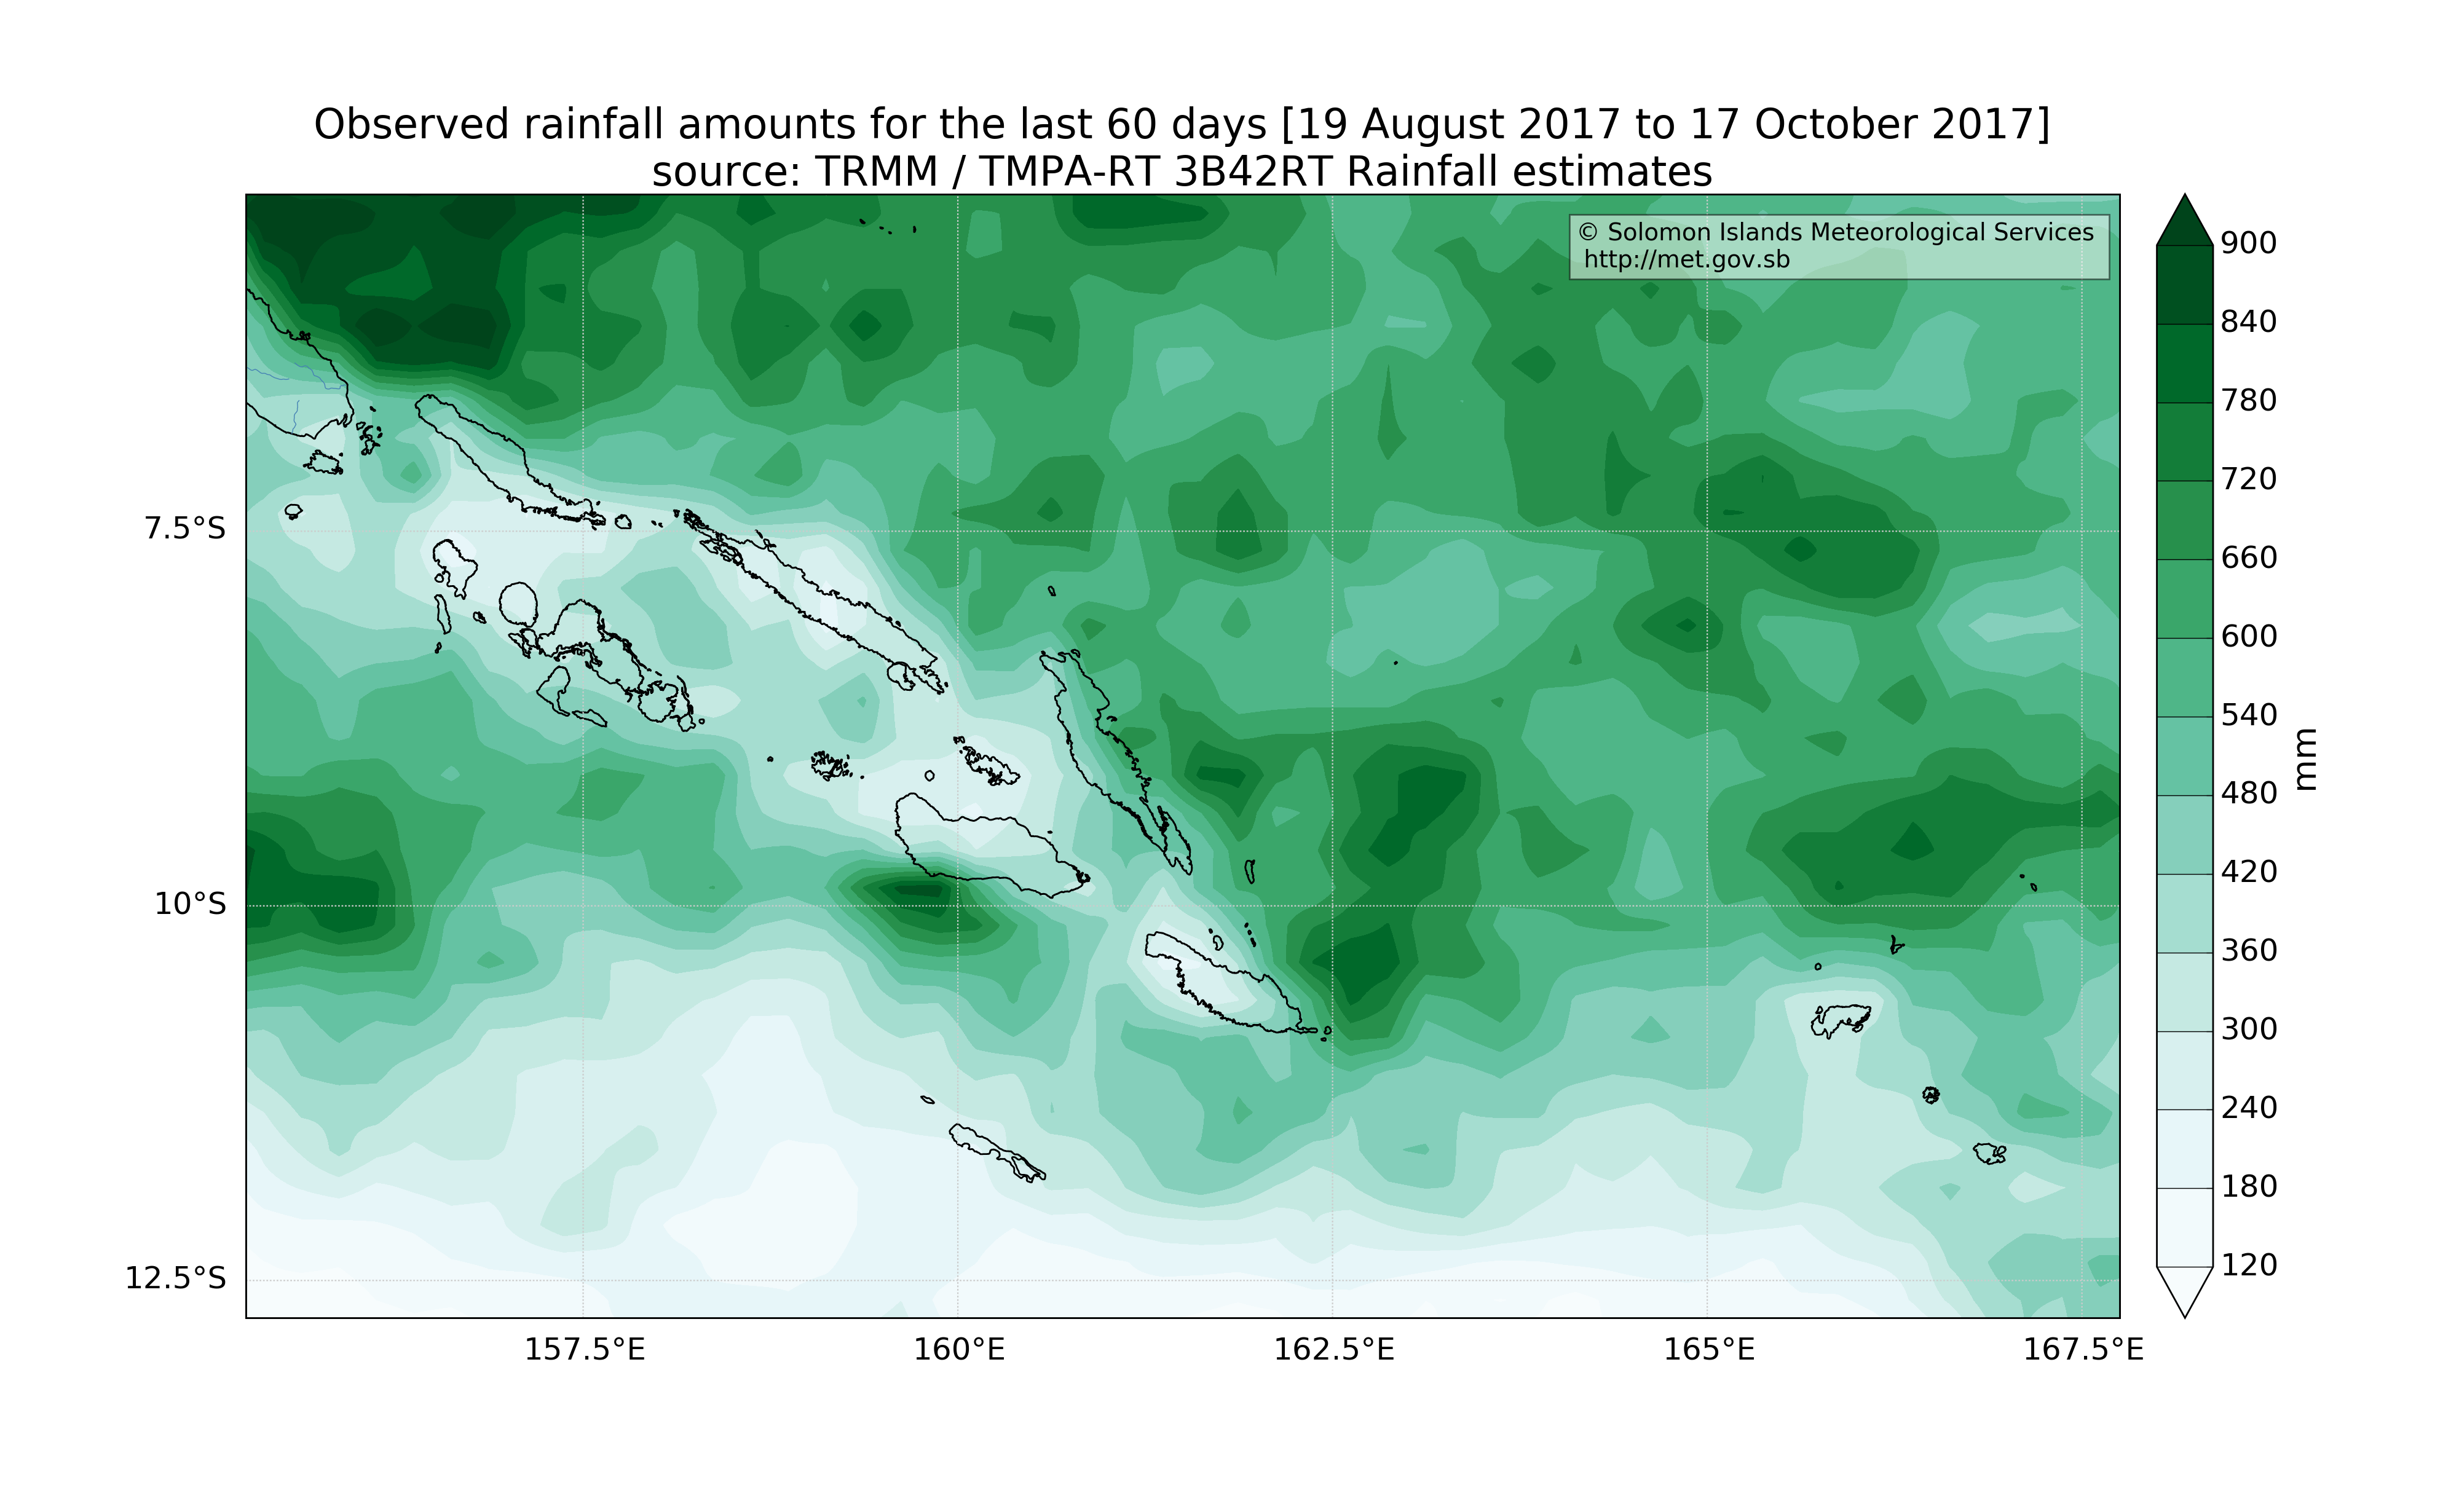 Observed rainfall amounts for the last 60 days [19 August 2017 to 17 October 2017]
source: TRMM / TMPA-RT 3B42RT Rainfall estimates
© Solomon Islands Meteorological Services
http://met.gov.sb
7.5°S
10°S
12.5°S
157.5°E
160°E
162.5°E
165°E
167.5°E
900
840
780
720
660
600
540
480
420
360
300
240
180
120
mm